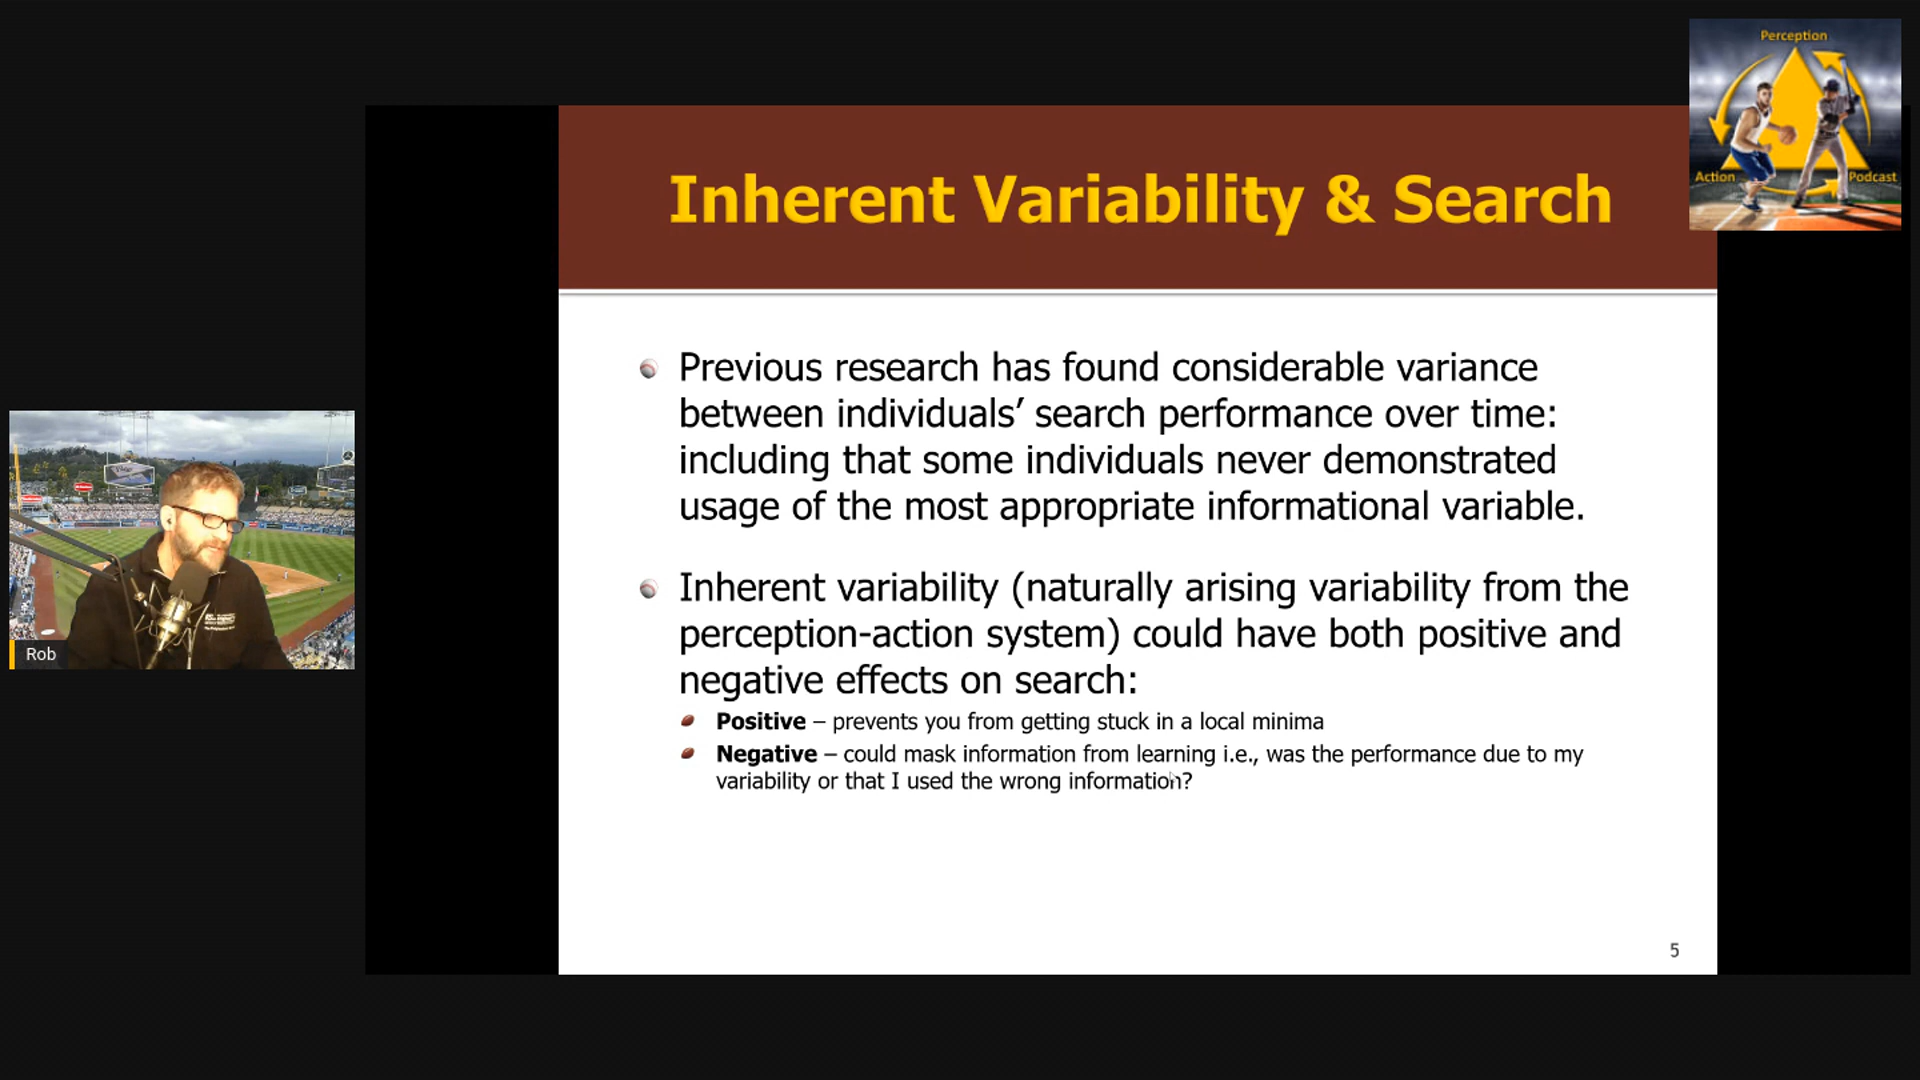 Perception
Action
Podcast
Inherent Variability & Search
Previous research has found considerable variance
between individuals’ search performance over time:
including that some individuals never demonstrated
usage of the most appropriate informational variable.
Inherent variability (naturally arising variability from the
perception-action system) could have both positive and
negative effects on search:
Positive – prevents you from getting stuck in a local minima
Negative – could mask information from learning i.e., was the performance due to my
variability or that I used the wrong information?
5
Rob